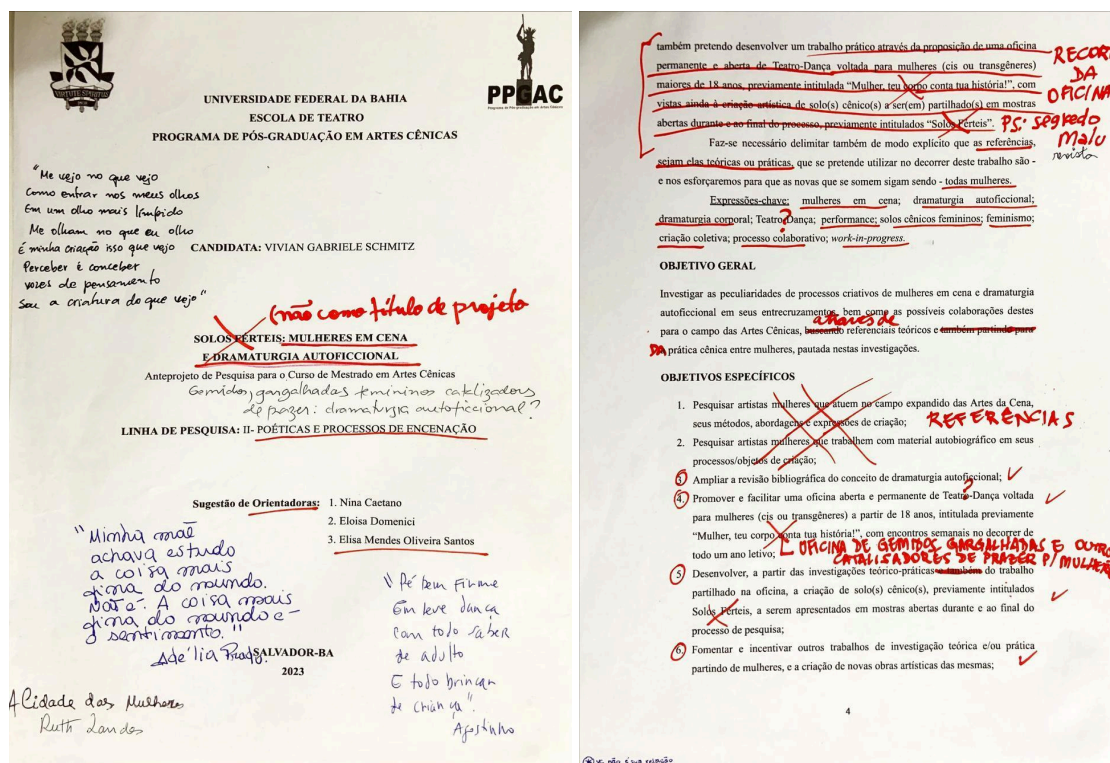 VIRTUTE SPIRITUS
PPGAC
Programa de Pós-Graduação em Artes Cênicas
UNIVERSIDADE FEDERAL DA BAHIA
ESCOLA DE TEATRO
PROGRAMA DE PÓS-GRADUAÇÃO EM ARTES CÊNICAS
"Me vejo no que vejo
Como entrar nos meus olhos
Em um olho mais límpido
Me olham no que eu olho
É minha criação isso que vejo
Perceber é conceber
vozes de pensamento
Sou a criatura do que vejo"
CANDIDATA: VIVIAN GABRIELE SCHMITZ
(não como título de projeto
SOLOS FÉRTEIS: MULHERES EM CENA
E DRAMATURGIA AUTOFICCIONAL
Anteprojeto de Pesquisa para o Curso de Mestrado em Artes Cênicas
Gemidos, gargalhadas femininos catalizadores
de prazer: dramaturgia autoficcional?
LINHA DE PESQUISA: II- POÉTICAS E PROCESSOS DE ENCENAÇÃO
Sugestão de Orientadoras: 1. Nina Caetano
2. Eloisa Domenici
3. Elisa Mendes Oliveira Santos
"Minha mãe
achava estudo
a coisa mais
fina do mundo.
Não é. A coisa mais
fina do mundo é
o sentimento."
Adélia Prado.
"Pé bem firme
Em leve dança
Com todo saber
de adulto
E todo brincar
de criança".
Agostinho
SALVADOR-BA
2023
A Cidade das Mulheres
Ruth Landes
também pretendo desenvolver um trabalho prático através da proposição de uma oficina
permanente e aberta de Teatro-Dança voltada para mulheres (cis ou transgêneres)
maiores de 18 anos, previamente intitulada "Mulher, teu corpo conta tua história!", com
vistas ainda à criação artística de solo(s) cênico(s) a ser(em) partilhado(s) em mostras
abertas durante e ao final do processo, previamente intitulados "Solos Férteis".
RECOR
DA
OFICINA
PS: segredo
Malu
revista
Faz-se necessário delimitar também de modo explícito que as referências,
sejam elas teóricas ou práticas, que se pretende utilizar no decorrer deste trabalho são -
e nos esforçaremos para que as novas que se somem sigam sendo - todas mulheres.
Expressões-chave: mulheres em cena; dramaturgia autoficcional;
dramaturgia corporal; Teatro-Dança; performance; solos cênicos femininos; feminismo;
?
criação coletiva; processo colaborativo; work-in-progress.
OBJETIVO GERAL
Investigar as peculiaridades de processos criativos de mulheres em cena e dramaturgia
autoficcional em seus entrecruzamentos, bem como as possíveis colaborações destes
através de
para o campo das Artes Cênicas, buscando referenciais teóricos e também partindo para
DA prática cênica entre mulheres, pautada nestas investigações.
OBJETIVOS ESPECÍFICOS
1. Pesquisar artistas mulheres que atuem no campo expandido das Artes da Cena,
seus métodos, abordagens e expressões de criação;
REFERÊNCIAS
2. Pesquisar artistas mulheres que trabalhem com material autobiográfico em seus
processos/objetos de criação;
3. Ampliar a revisão bibliográfica do conceito de dramaturgia autoficcional;
?
4. Promover e facilitar uma oficina aberta e permanente de Teatro-Dança voltada
para mulheres (cis ou transgêneres) a partir de 18 anos, intitulada previamente
"Mulher, teu corpo conta tua história!", com encontros semanais no decorrer de
todo um ano letivo;
OFICINA DE GEMIDOS GARGALHADAS E OUTRO
CATALISADORES DE PRAZER P/ MULHER
5. Desenvolver, a partir das investigações teórico-práticas e também do trabalho
partilhado na oficina, a criação de solo(s) cênico(s), previamente intitulados
Solos Férteis, a serem apresentados em mostras abertas durante e ao final do
processo de pesquisa;
6. Fomentar e incentivar outros trabalhos de investigação teórica e/ou prática
partindo de mulheres, e a criação de novas obras artísticas das mesmas;
4
não é sua relação